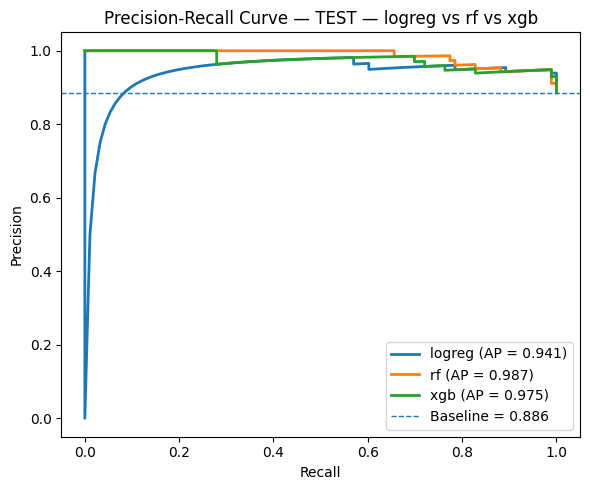 Precision-Recall Curve — TEST — logreg vs rf vs xgb
1.0
0.8
0.6
0.4
0.2
0.0
Precision
0.0 0.2 0.4 0.6 0.8 1.0
Recall
logreg (AP = 0.941)
rf (AP = 0.987)
xgb (AP = 0.975)
Baseline = 0.886